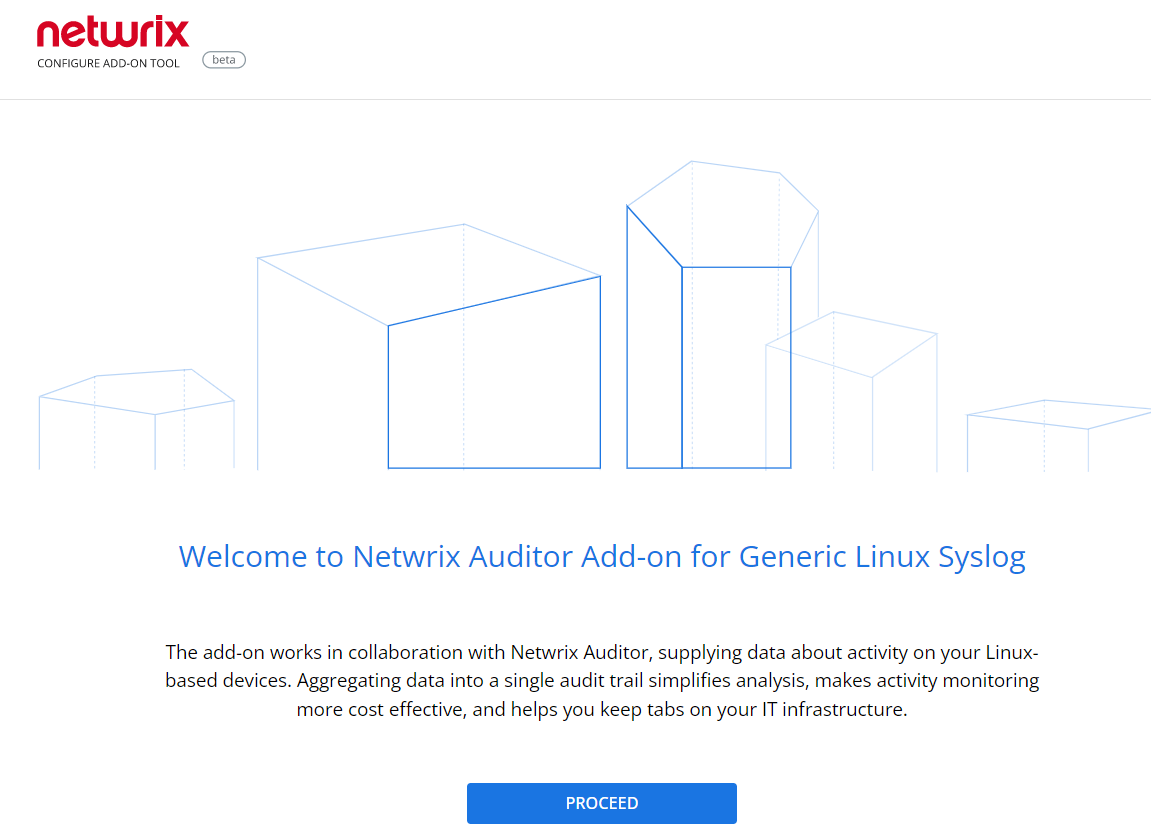 netwrix
CONFIGURE ADD-ON TOOL
beta
Welcome to Netwrix Auditor Add-on for Generic Linux Syslog
The add-on works in collaboration with Netwrix Auditor, supplying data about activity on your Linux-
based devices. Aggregating data into a single audit trail simplifies analysis, makes activity monitoring
more cost effective, and helps you keep tabs on your IT infrastructure.
PROCEED